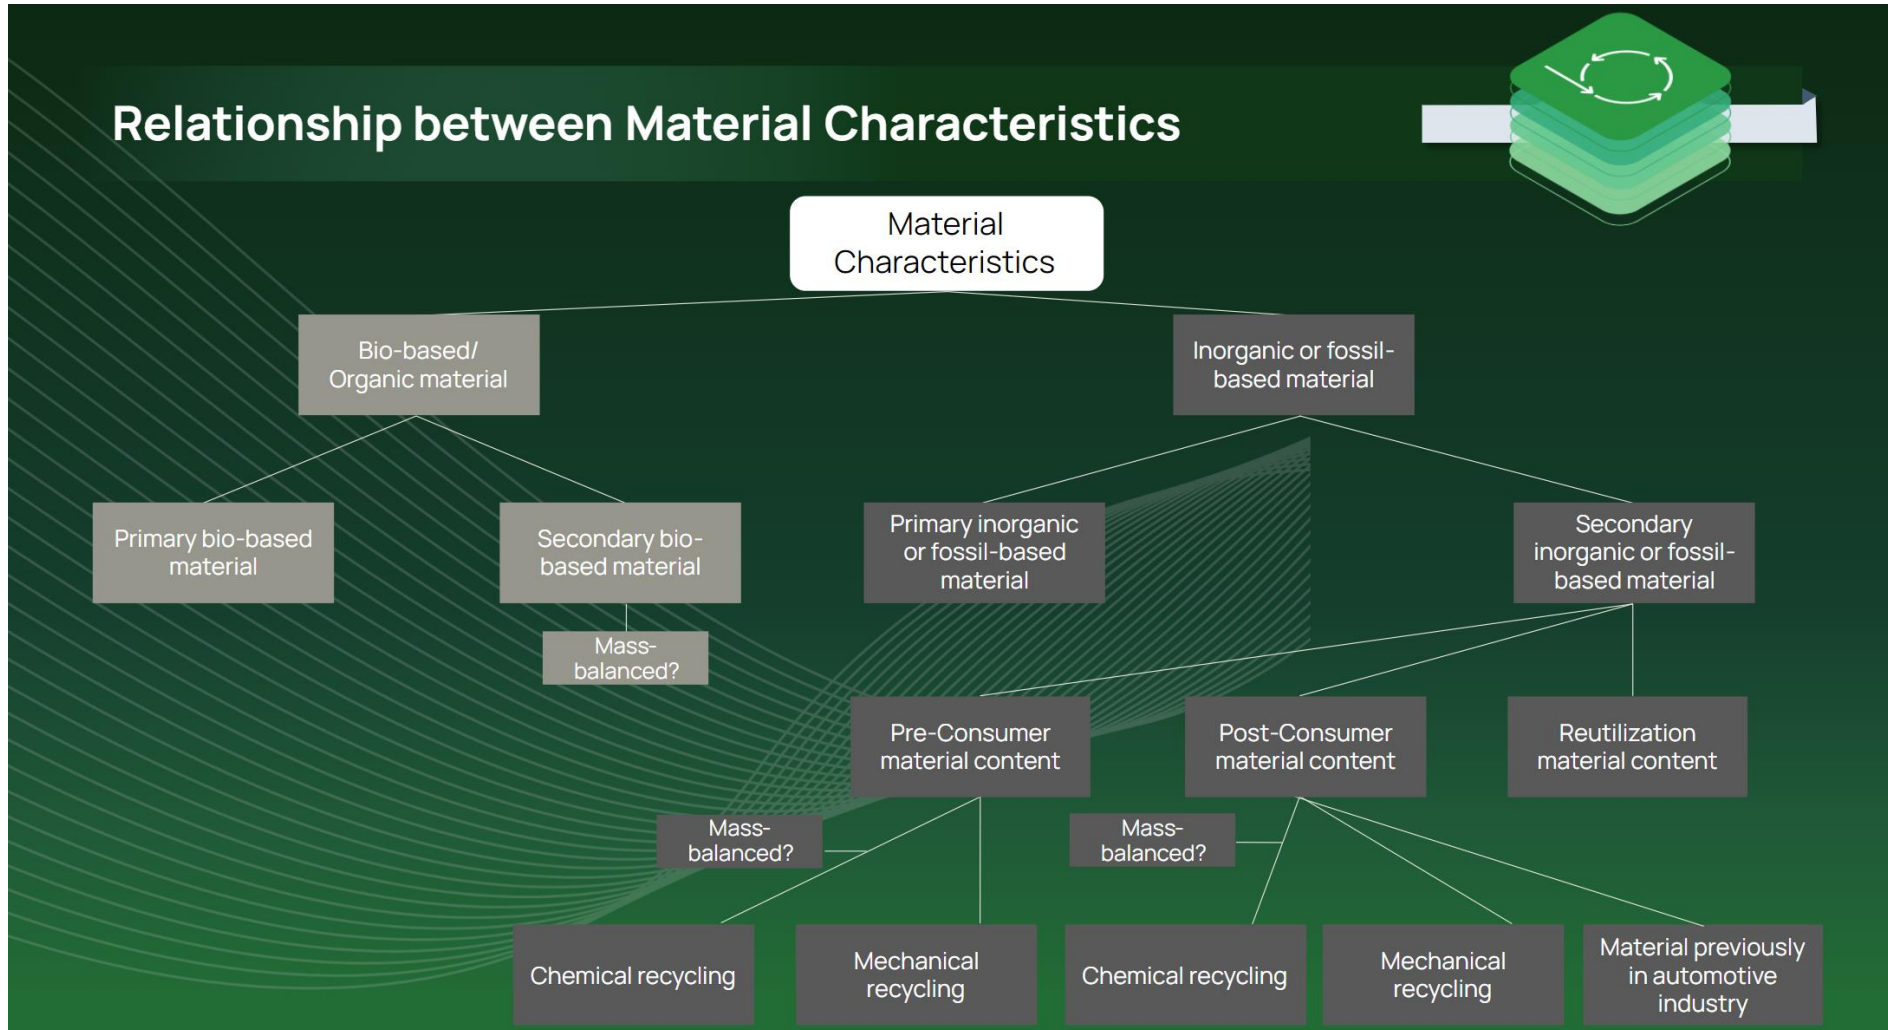 Relationship between Material Characteristics
Material
Characteristics
Bio-based/
Organic material
Inorganic or fossil-
based material
Primary bio-based
material
Secondary bio-
based material
Primary inorganic
or fossil-based
material
Secondary
inorganic or fossil-
based material
Mass-
balanced?
Pre-Consumer
material content
Post-Consumer
material content
Reutilization
material content
Mass-
balanced?
Mass-
balanced?
Chemical recycling
Mechanical
recycling
Chemical recycling
Mechanical
recycling
Material previously
in automotive
industry